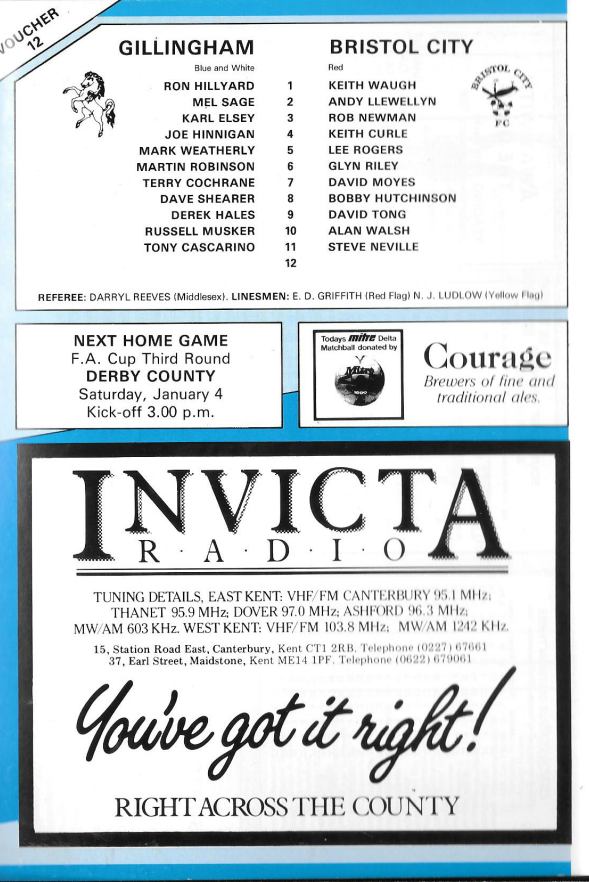 VOUCHER
12
GILLINGHAM BRISTOL CITY
Blue and White Red
RON HILLYARD 1 KEITH WAUGH
MEL SAGE 2 ANDY LLEWELLYN
KARL ELSEY 3 ROB NEWMAN
JOE HINNIGAN 4 KEITH CURLE
MARK WEATHERLY 5 LEE ROGERS
MARTIN ROBINSON 6 GLYN RILEY
TERRY COCHRANE 7 DAVID MOYES
DAVE SHEARER 8 BOBBY HUTCHINSON
DEREK HALES 9 DAVID TONG
RUSSELL MUSKER 10 ALAN WALSH
TONY CASCARINO 11 STEVE NEVILLE
12
BRISTOL CITY
FC
REFEREE: DARRYL REEVES (Middlesex). LINESMEN: E. D. GRIFFITH (Red Flag) N. J. LUDLOW (Yellow Flag)
NEXT HOME GAME
F.A. Cup Third Round
DERBY COUNTY
Saturday, January 4
Kick-off 3.00 p.m.
Todays mitre Delta
Matchball donated by
Mitre
Courage
Brewers of fine and
traditional ales.
INVICTA
R·A·D·I·O
TUNING DETAILS, EAST KENT: VHF/FM CANTERBURY 95.1 MHz;
THANET 95.9 MHz; DOVER 97.0 MHz; ASHFORD 96.3 MHz;
MW/AM 603 KHz. WEST KENT: VHF/FM 103.8 MHz; MW/AM 1242 KHz.
15, Station Road East, Canterbury, Kent CT1 2RB. Telephone (0227) 67661
37, Earl Street, Maidstone, Kent ME14 1PF. Telephone (0622) 679061
You've got it right!
RIGHT ACROSS THE COUNTY